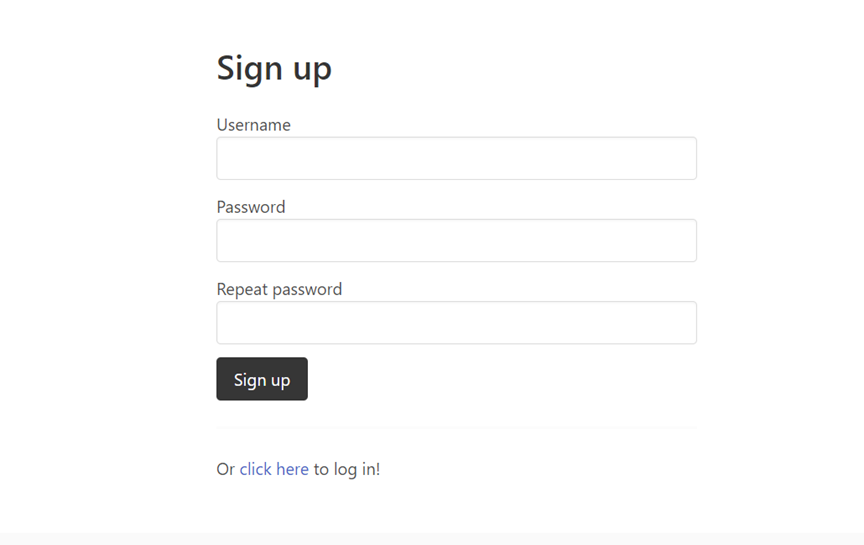 Sign up
Username
Password
Repeat password
Sign up
Or click here to log in!